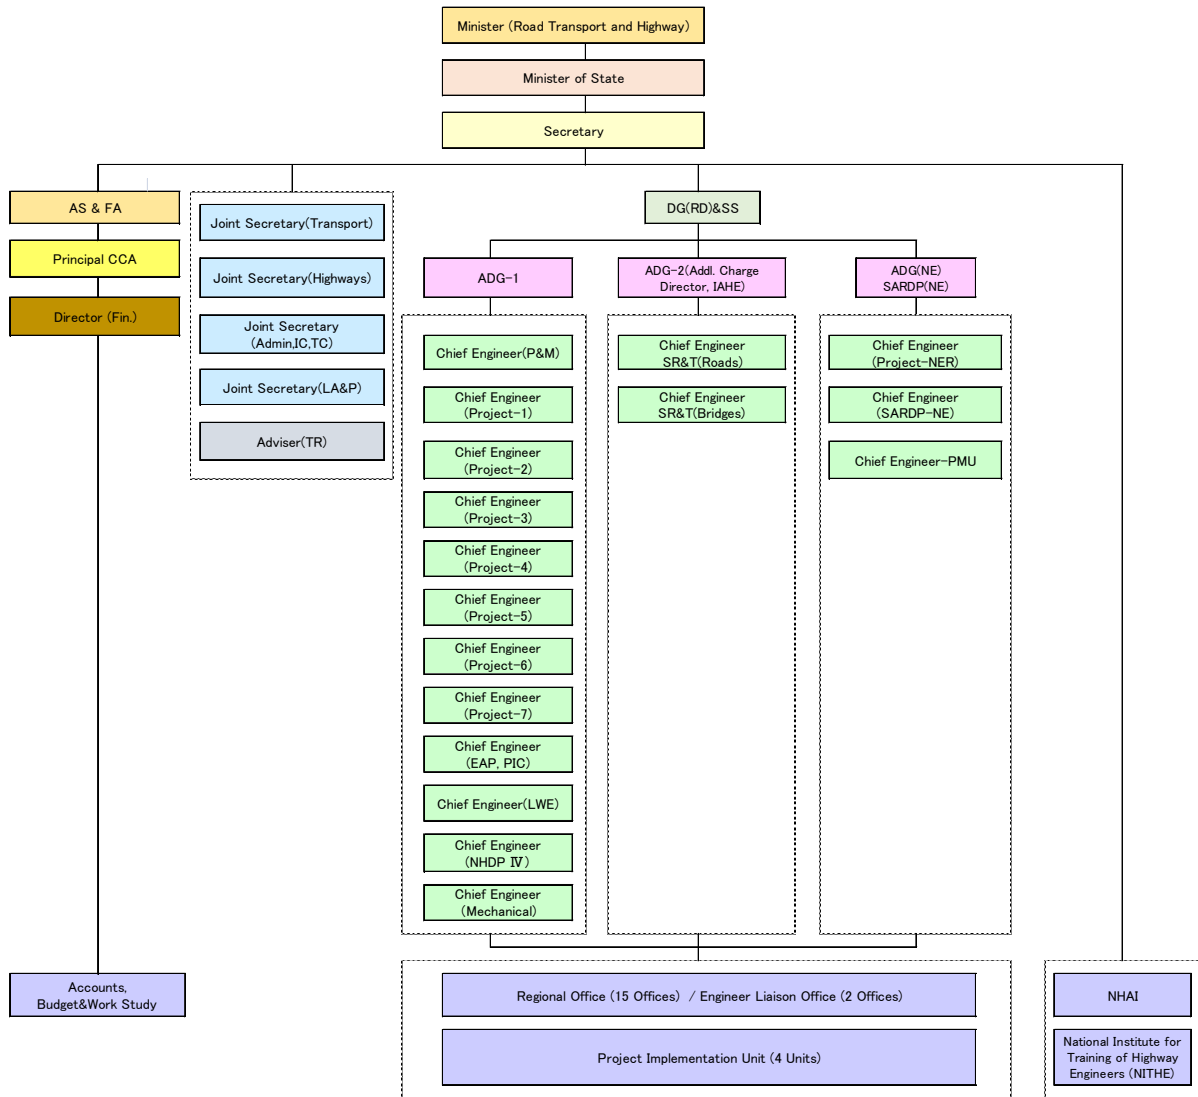 Minister (Road Transport and Highway)
Minister of State
Secretary
AS & FA
Principal CCA
Director (Fin.)
Joint Secretary(Transport)
Joint Secretary(Highways)
Joint Secretary
(Admin,IC,TC)
Joint Secretary(LA&P)
Adviser(TR)
DG(RD)&SS
ADG-1
ADG-2(Addl. Charge
Director, IAHE)
ADG(NE)
SARDP(NE)
Chief Engineer(P&M)
Chief Engineer
(Project-1)
Chief Engineer
(Project-2)
Chief Engineer
(Project-3)
Chief Engineer
(Project-4)
Chief Engineer
(Project-5)
Chief Engineer
(Project-6)
Chief Engineer
(Project-7)
Chief Engineer
(EAP, PIC)
Chief Engineer(LWE)
Chief Engineer
(NHDP Ⅳ)
Chief Engineer
(Mechanical)
Chief Engineer
SR&T(Roads)
Chief Engineer
SR&T(Bridges)
Chief Engineer
(Project-NER)
Chief Engineer
(SARDP-NE)
Chief Engineer-PMU
Accounts,
Budget&Work Study
Regional Office (15 Offices) / Engineer Liaison Office (2 Offices)
Project Implementation Unit (4 Units)
NHAI
National Institute for
Training of Highway
Engineers (NITHE)